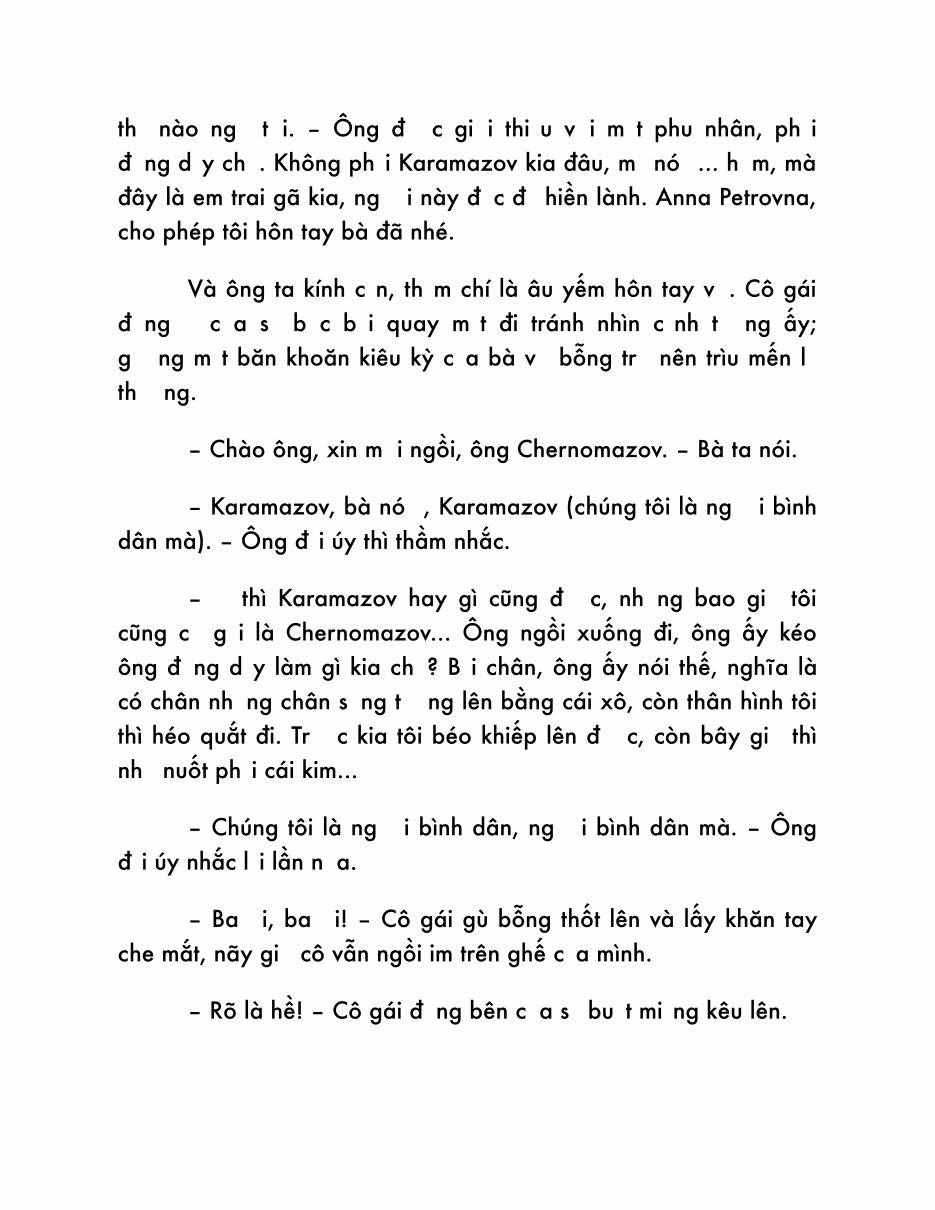 th nào ng t i. – Ông đ c gi i thi u v i m t phu nhân, ph i
đ ng d y ch . Không ph i Karamazov kia đâu, m nó ... h m, mà
đây là em trai gã kia, ng i này đ c đ hiền lành. Anna Petrovna,
cho phép tôi hôn tay bà đã nhé.
Và ông ta kính c n, th m chí là âu yếm hôn tay v . Cô gái
đ ng c a s b c b i quay m t đi tránh nhìn c nh t ng ấy;
g ng m t băn khoăn kiêu kỳ c a bà v bỗng tr nên trìu mến l
th ng.
– Chào ông, xin m i ngồi, ông Chernomazov. – Bà ta nói.
– Karamazov, bà nó , Karamazov (chúng tôi là ng i bình
dân mà). – Ông đ i úy thì thầm nhắc.
– thì Karamazov hay gì cũng đ c, nh ng bao gi tôi
cũng c g i là Chernomazov... Ông ngồi xuống đi, ông ấy kéo
ông đ ng d y làm gì kia ch ? B i chân, ông ấy nói thế, nghĩa là
có chân nh ng chân s ng t ng lên bằng cái xô, còn thân hình tôi
thì héo quắt đi. Tr c kia tôi béo khiếp lên đ c, còn bây gi thì
nh nuốt ph i cái kim...
– Chúng tôi là ng i bình dân, ng i bình dân mà. – Ông
đ i úy nhắc l i lần n a.
– Ba i, ba i! – Cô gái gù bỗng thốt lên và lấy khăn tay
che mắt, nãy gi cô vẫn ngồi im trên ghế c a mình.
– Rõ là hề! – Cô gái đ ng bên c a s bu t mi ng kêu lên.